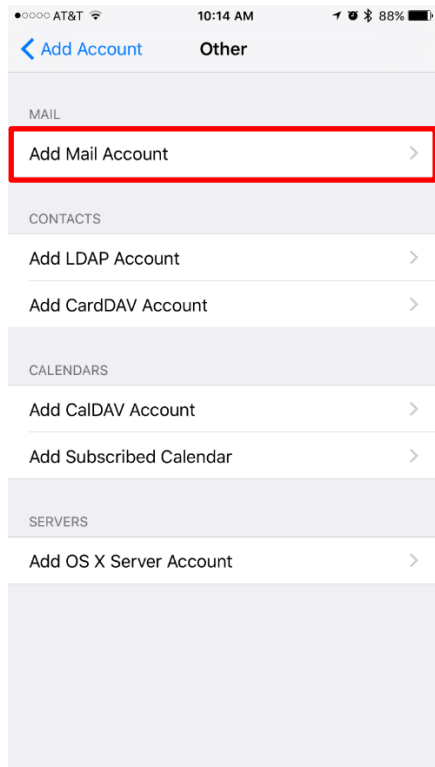 AT&T 10:14 AM 88%
Add Account Other
MAIL
Add Mail Account
CONTACTS
Add LDAP Account
Add CardDAV Account
CALENDARS
Add CalDAV Account
Add Subscribed Calendar
SERVERS
Add OS X Server Account